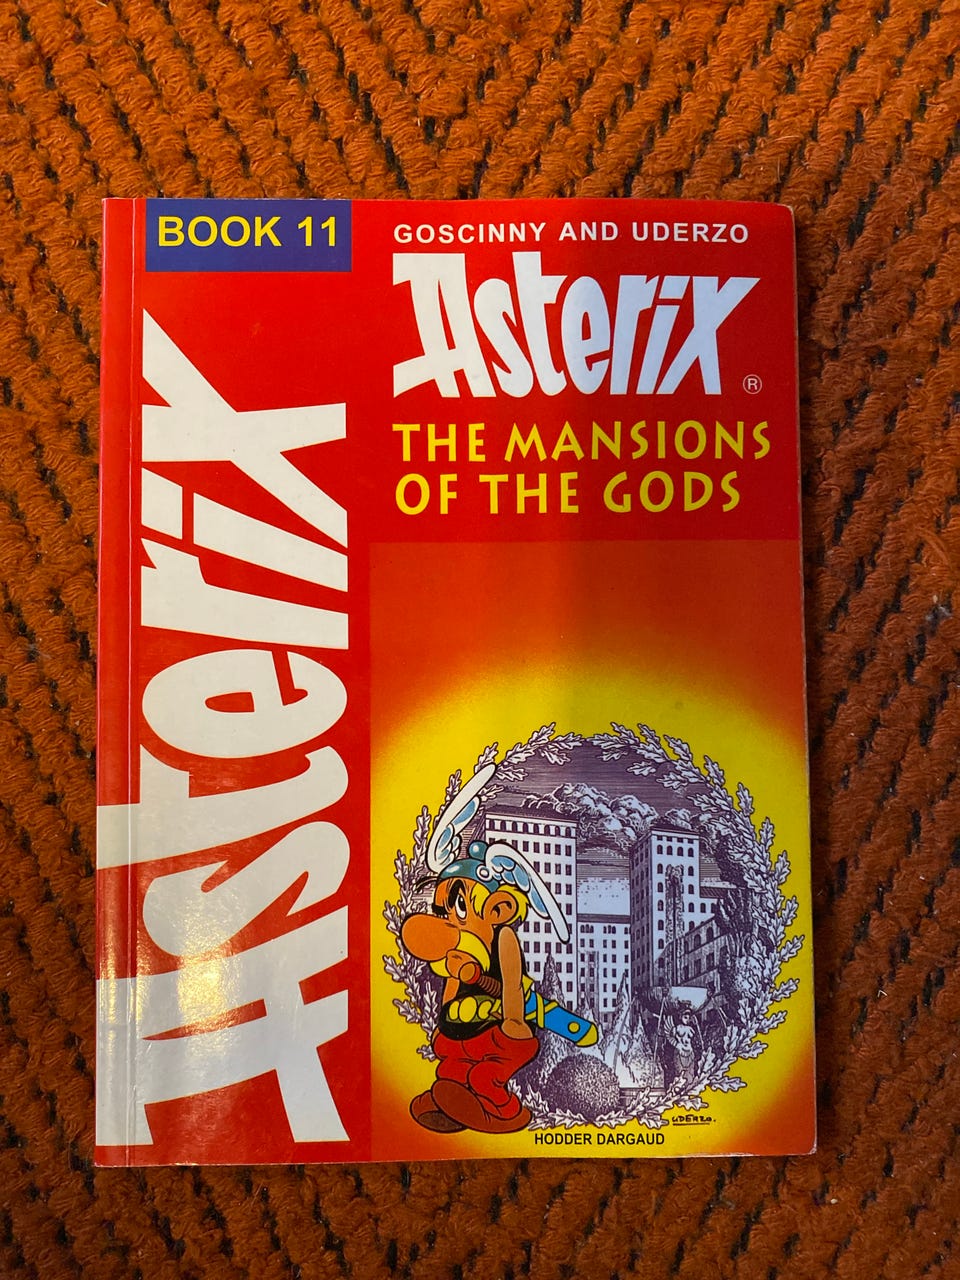 BOOK 11
Asterix
GOSCINNY AND UDERZO
Asterix ®
THE MANSIONS
OF THE GODS
UDERZO.
HODDER DARGAUD